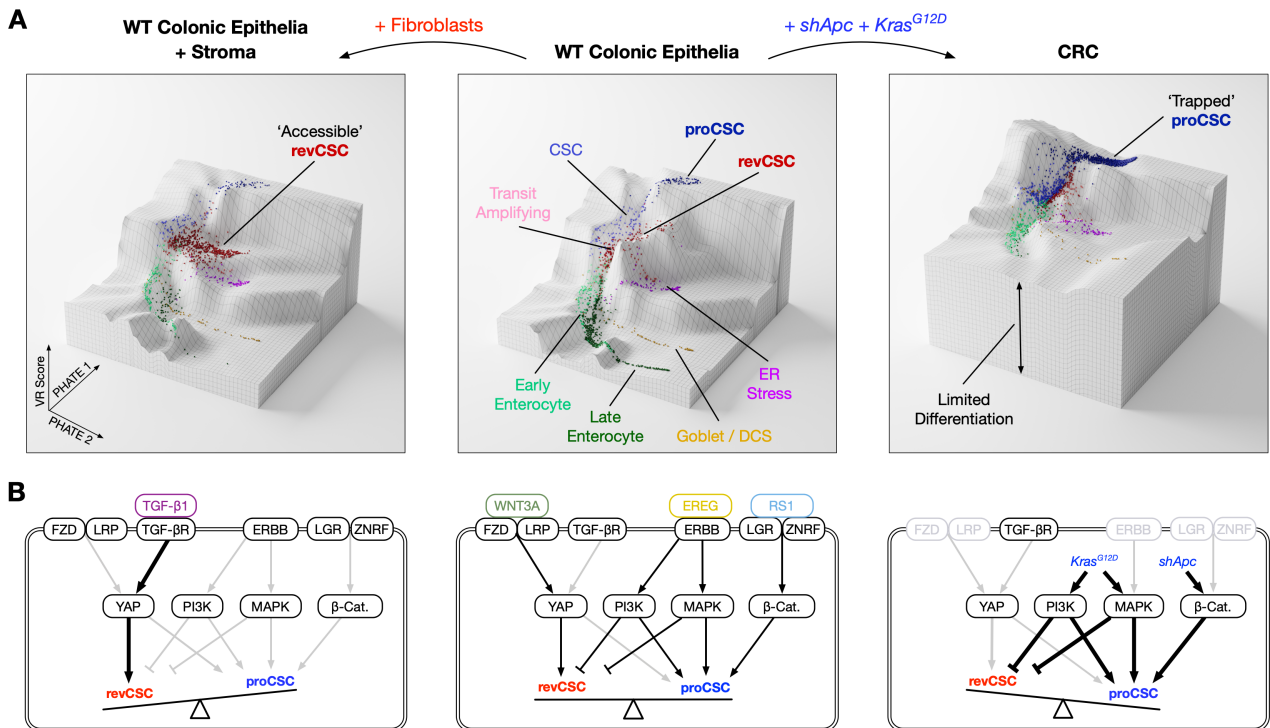 A
WT Colonic Epithelia
+ Stroma
+ Fibroblasts
WT Colonic Epithelia
+ shApc + KrasG12D
CRC
'Accessible'
revCSC
VR Score
PHATE 1
PHATE 2
proCSC
CSC
revCSC
Transit
Amplifying
Early
Enterocyte
Late
Enterocyte
Goblet / DCS
ER
Stress
'Trapped'
proCSC
Limited
Differentiation
B
TGF-β1
FZD LRP TGF-βR ERBB LGR ZNRF
YAP PI3K MAPK β-Cat.
revCSC proCSC
WNT3A EREG RS1
FZD LRP TGF-βR ERBB LGR ZNRF
YAP PI3K MAPK β-Cat.
revCSC proCSC
FZD LRP TGF-βR ERBB LGR ZNRF
KrasG12D shApc
YAP PI3K MAPK β-Cat.
revCSC proCSC